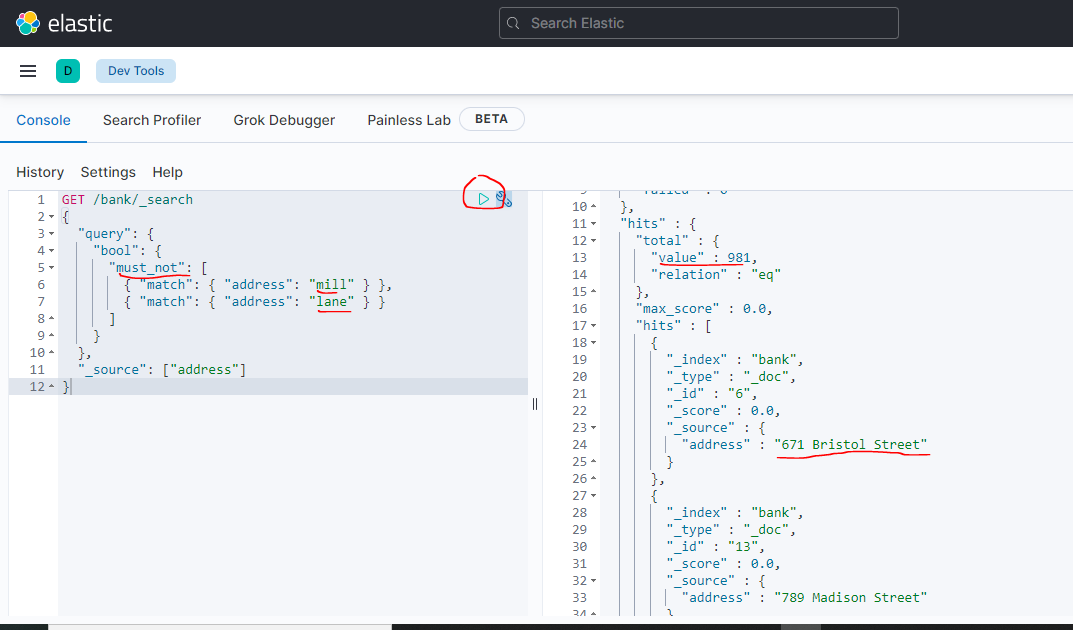 elastic
Search Elastic
D
Dev Tools
Console Search Profiler Grok Debugger Painless Lab BETA
History Settings Help
1 GET /bank/_search
2 {
3 "query": {
4 "bool": {
5 "must_not": [
6 { "match": { "address": "mill" } },
7 { "match": { "address": "lane" } }
8 ]
9 }
10 },
11 "_source": ["address"]
12 }
9 "failed" : 0
10 },
11 "hits" : {
12 "total" : {
13 "value" : 981,
14 "relation" : "eq"
15 },
16 "max_score" : 0.0,
17 "hits" : [
18 {
19 "_index" : "bank",
20 "_type" : "_doc",
21 "_id" : "6",
22 "_score" : 0.0,
23 "_source" : {
24 "address" : "671 Bristol Street"
25 }
26 },
27 {
28 "_index" : "bank",
29 "_type" : "_doc",
30 "_id" : "13",
31 "_score" : 0.0,
32 "_source" : {
33 "address" : "789 Madison Street"
34 }